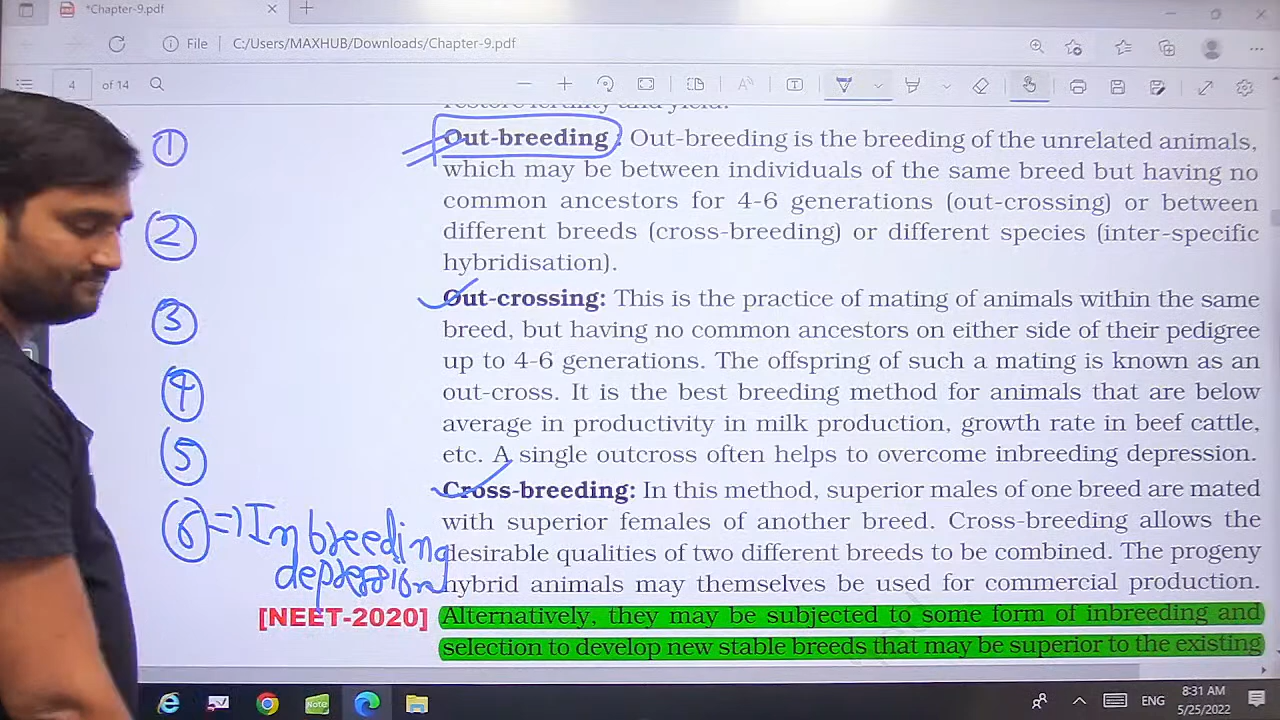 *Chapter-9.pdf
File C:/Users/MAXHUB/Downloads/Chapter-9.pdf
4 of 14
restore fertility and yield.
Out-breeding: Out-breeding is the breeding of the unrelated animals,
which may be between individuals of the same breed but having no
common ancestors for 4-6 generations (out-crossing) or between
different breeds (cross-breeding) or different species (inter-specific
hybridisation).
Out-crossing: This is the practice of mating of animals within the same
breed, but having no common ancestors on either side of their pedigree
up to 4-6 generations. The offspring of such a mating is known as an
out-cross. It is the best breeding method for animals that are below
average in productivity in milk production, growth rate in beef cattle,
etc. A single outcross often helps to overcome inbreeding depression.
Cross-breeding: In this method, superior males of one breed are mated
with superior females of another breed. Cross-breeding allows the
desirable qualities of two different breeds to be combined. The progeny
hybrid animals may themselves be used for commercial production.
[NEET-2020] Alternatively, they may be subjected to some form of inbreeding and
selection to develop new stable breeds that may be superior to the existing
1
2
3
4
5
6 => Inbreeding
depression
Note
ENG
8:31 AM
5/25/2022